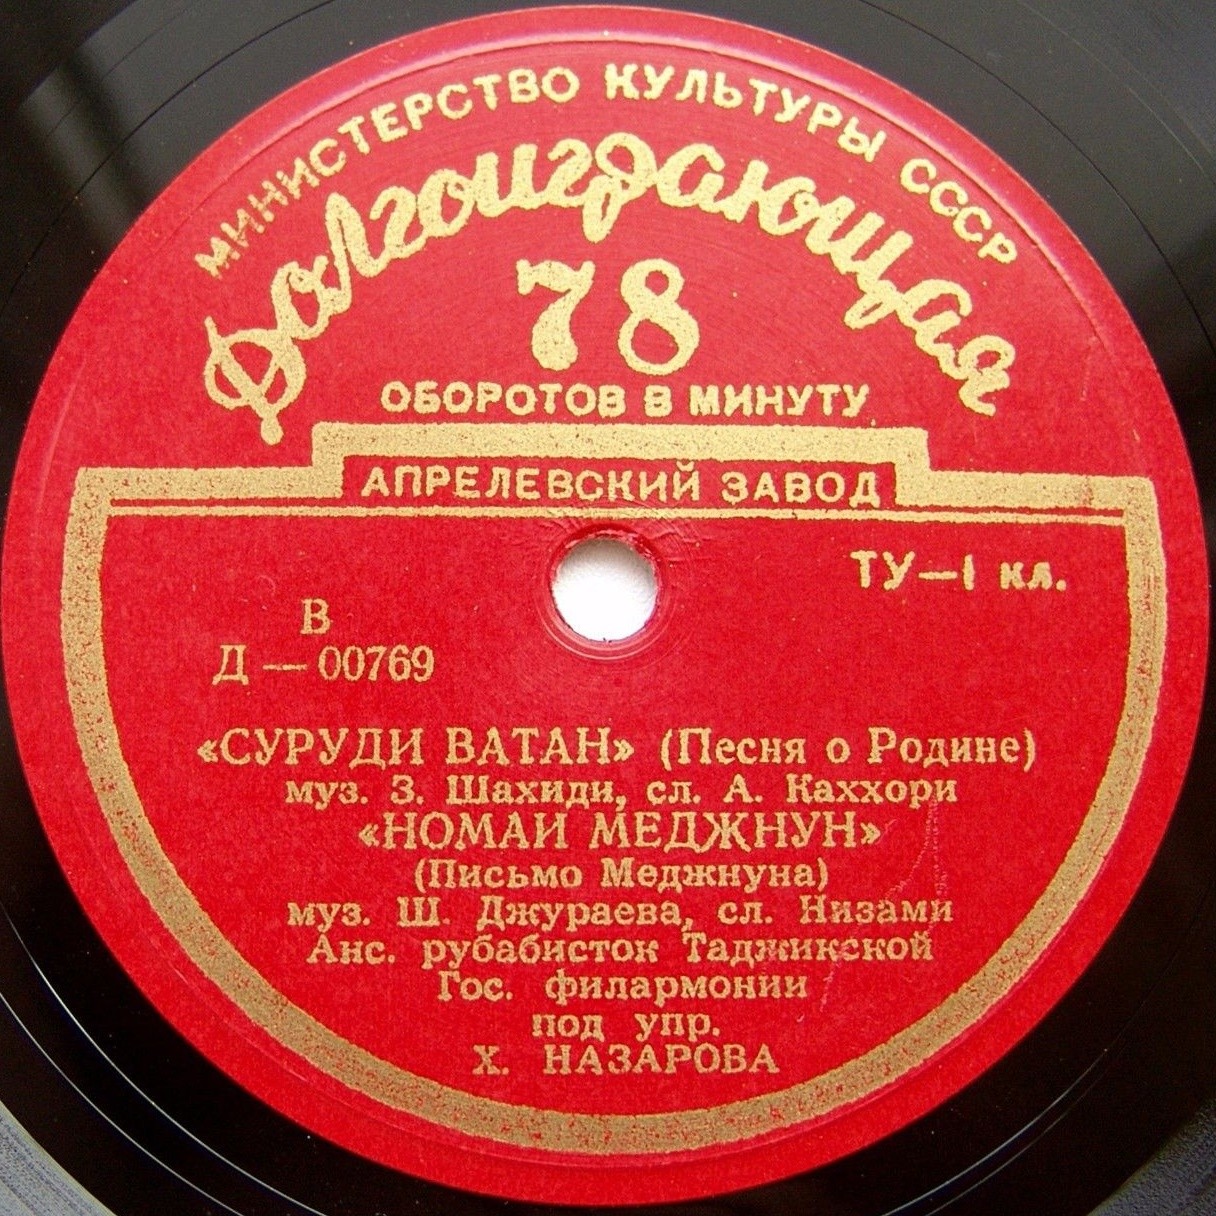 МИНИСТЕРСТВО КУЛЬТУРЫ СССР
Долгоиграющая
78
ОБОРОТОВ В МИНУТУ
АПРЕЛЕВСКИЙ ЗАВОД
ТУ—1 кл.
В
Д — 00769
«СУРУДИ ВАТАН» (Песня о Родине)
муз. З. Шахиди, сл. А. Каххори
«НОМАИ МЕДЖНУН»
(Письмо Меджнуна)
муз. Ш. Джураева, сл. Низами
Анс. рубабисток Таджикской
Гос. филармонии
под упр.
Х. НАЗАРОВА